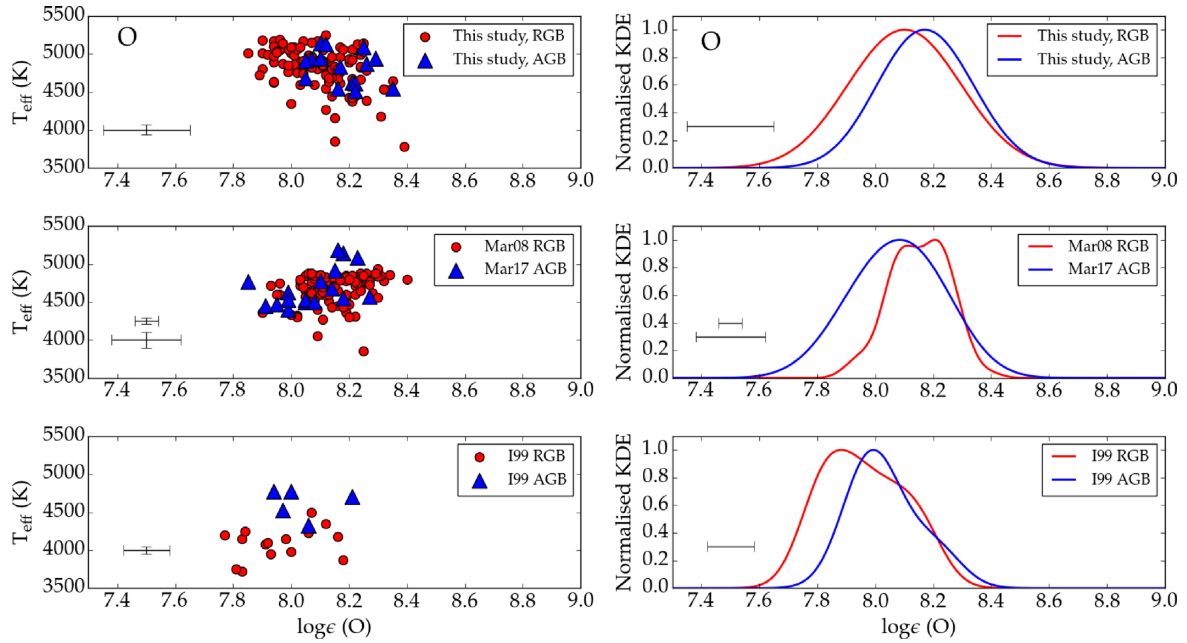 O
This study, RGB
This study, AGB
T_eff (K)
5500
5000
4500
4000
3500
7.4 7.6 7.8 8.0 8.2 8.4 8.6 8.8 9.0
O
This study, RGB
This study, AGB
Normalised KDE
1.0
0.8
0.6
0.4
0.2
0.0
7.4 7.6 7.8 8.0 8.2 8.4 8.6 8.8 9.0
log ϵ (O)
Mar08 RGB
Mar17 AGB
T_eff (K)
5500
5000
4500
4000
3500
7.4 7.6 7.8 8.0 8.2 8.4 8.6 8.8 9.0
Mar08 RGB
Mar17 AGB
Normalised KDE
1.0
0.8
0.6
0.4
0.2
0.0
7.4 7.6 7.8 8.0 8.2 8.4 8.6 8.8 9.0
log ϵ (O)
I99 RGB
I99 AGB
T_eff (K)
5500
5000
4500
4000
3500
7.4 7.6 7.8 8.0 8.2 8.4 8.6 8.8 9.0
logϵ (O)
I99 RGB
I99 AGB
Normalised KDE
1.0
0.8
0.6
0.4
0.2
0.0
7.4 7.6 7.8 8.0 8.2 8.4 8.6 8.8 9.0
logϵ (O)